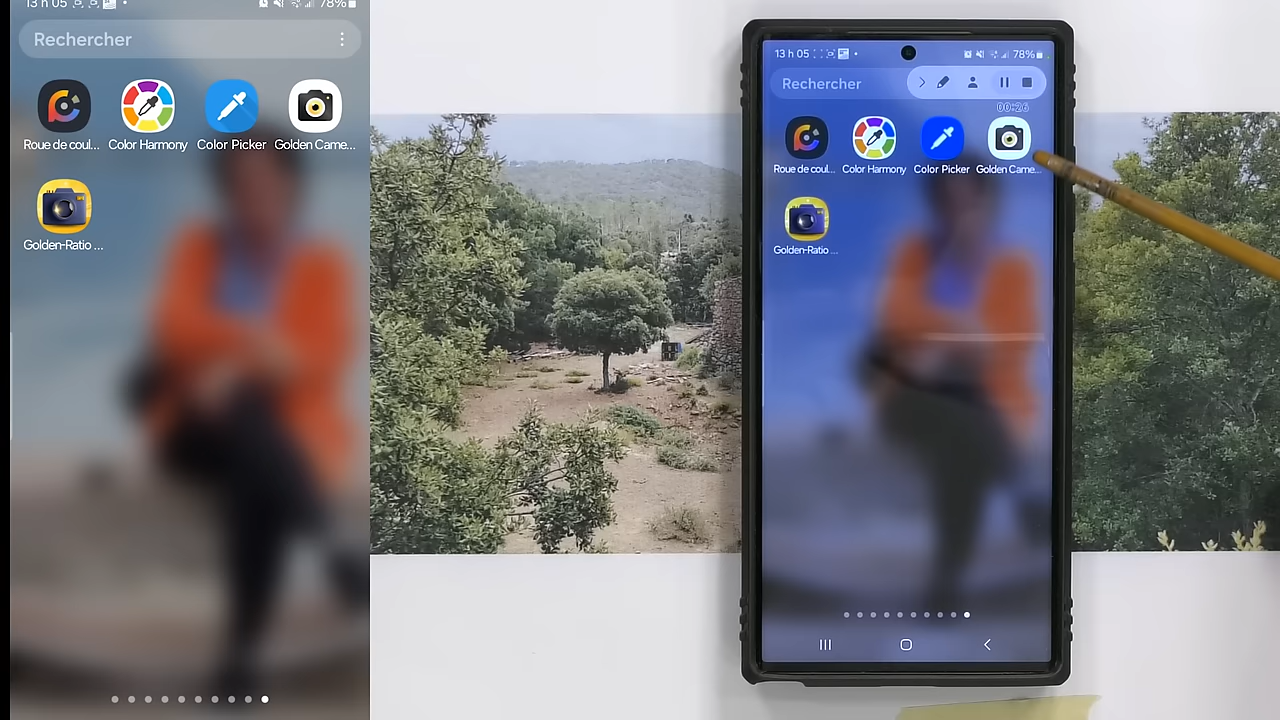 13 h 05
78%
Rechercher
Roue de coul...
Color Harmony
Color Picker
Golden Came...
Golden-Ratio ...
13 h 05
78%
Rechercher
00:26
Roue de coul...
Color Harmony
Color Picker
Golden Came...
Golden-Ratio ...